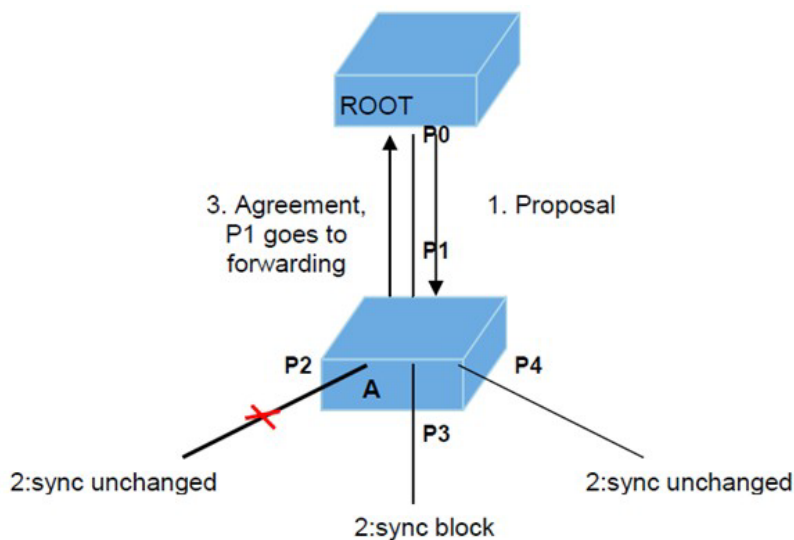 ROOT
P0
3. Agreement,
P1 goes to
forwarding
1. Proposal
P1
P2
P4
A
P3
2:sync unchanged
2:sync unchanged
2:sync block